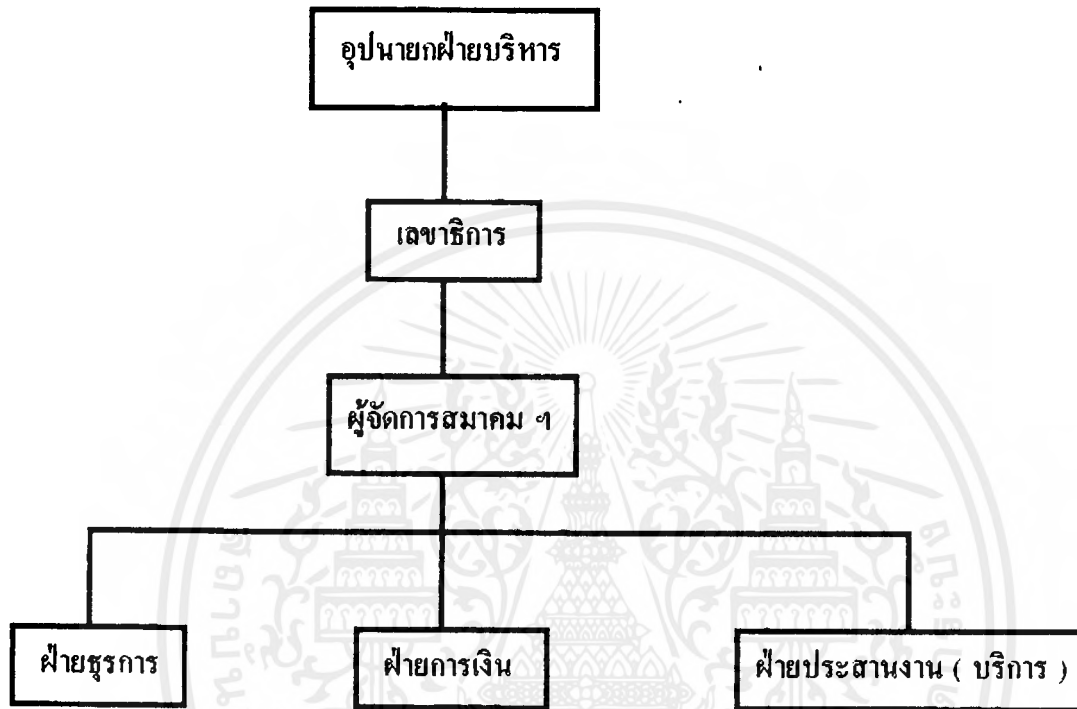 อุปนายกฝ่ายบริหาร
เลขาธิการ
ผู้จัดการสมาคม ฯ
ฝ่ายธุรการ
ฝ่ายการเงิน
ฝ่ายประสานงาน ( บริการ )